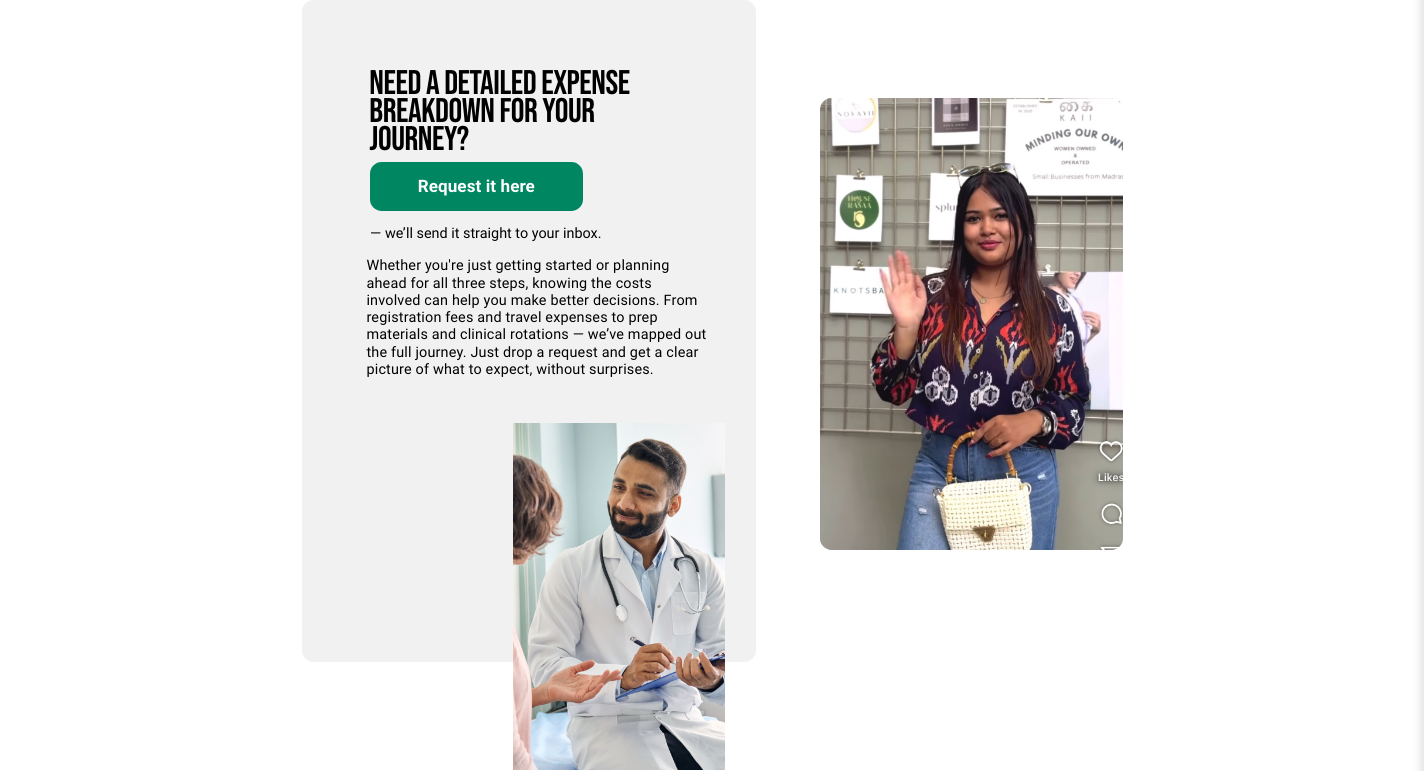 NEED A DETAILED EXPENSE
BREAKDOWN FOR YOUR
JOURNEY?
Request it here
— we’ll send it straight to your inbox.
Whether you're just getting started or planning
ahead for all three steps, knowing the costs
involved can help you make better decisions. From
registration fees and travel expenses to prep
materials and clinical rotations — we’ve mapped out
the full journey. Just drop a request and get a clear
picture of what to expect, without surprises.
KAII
MINDING OUR OWN
WOMEN OWNED
&
OPERATED
Small Businesses from Madras
KNOTSBA
Likes